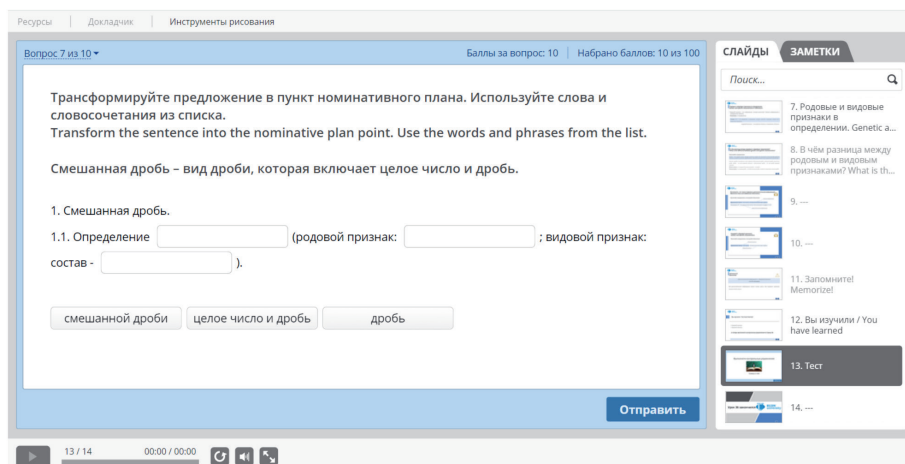 Ресурсы Докладчик Инструменты рисования
Вопрос 7 из 10 Баллы за вопрос: 10 Набрано баллов: 10 из 100
Трансформируйте предложение в пункт номинативного плана. Используйте слова и
словосочетания из списка.
Transform the sentence into the nominative plan point. Use the words and phrases from the list.
Смешанная дробь – вид дроби, которая включает целое число и дробь.
1. Смешанная дробь.
1.1. Определение (родовой признак: ; видовой признак:
состав - ).
смешанной дроби целое число и дробь дробь
Отправить
СЛАЙДЫ ЗАМЕТКИ
Поиск...
7. Родовые и видовые
признаки в
определении. Genetic a...
8. В чём разница между
родовым и видовым
признаками? What is th...
9. ---
10. ---
11. Запомните!
Memorize!
12. Вы изучили / You
have learned
13. Тест
14. ---
13 / 14 00:00 / 00:00